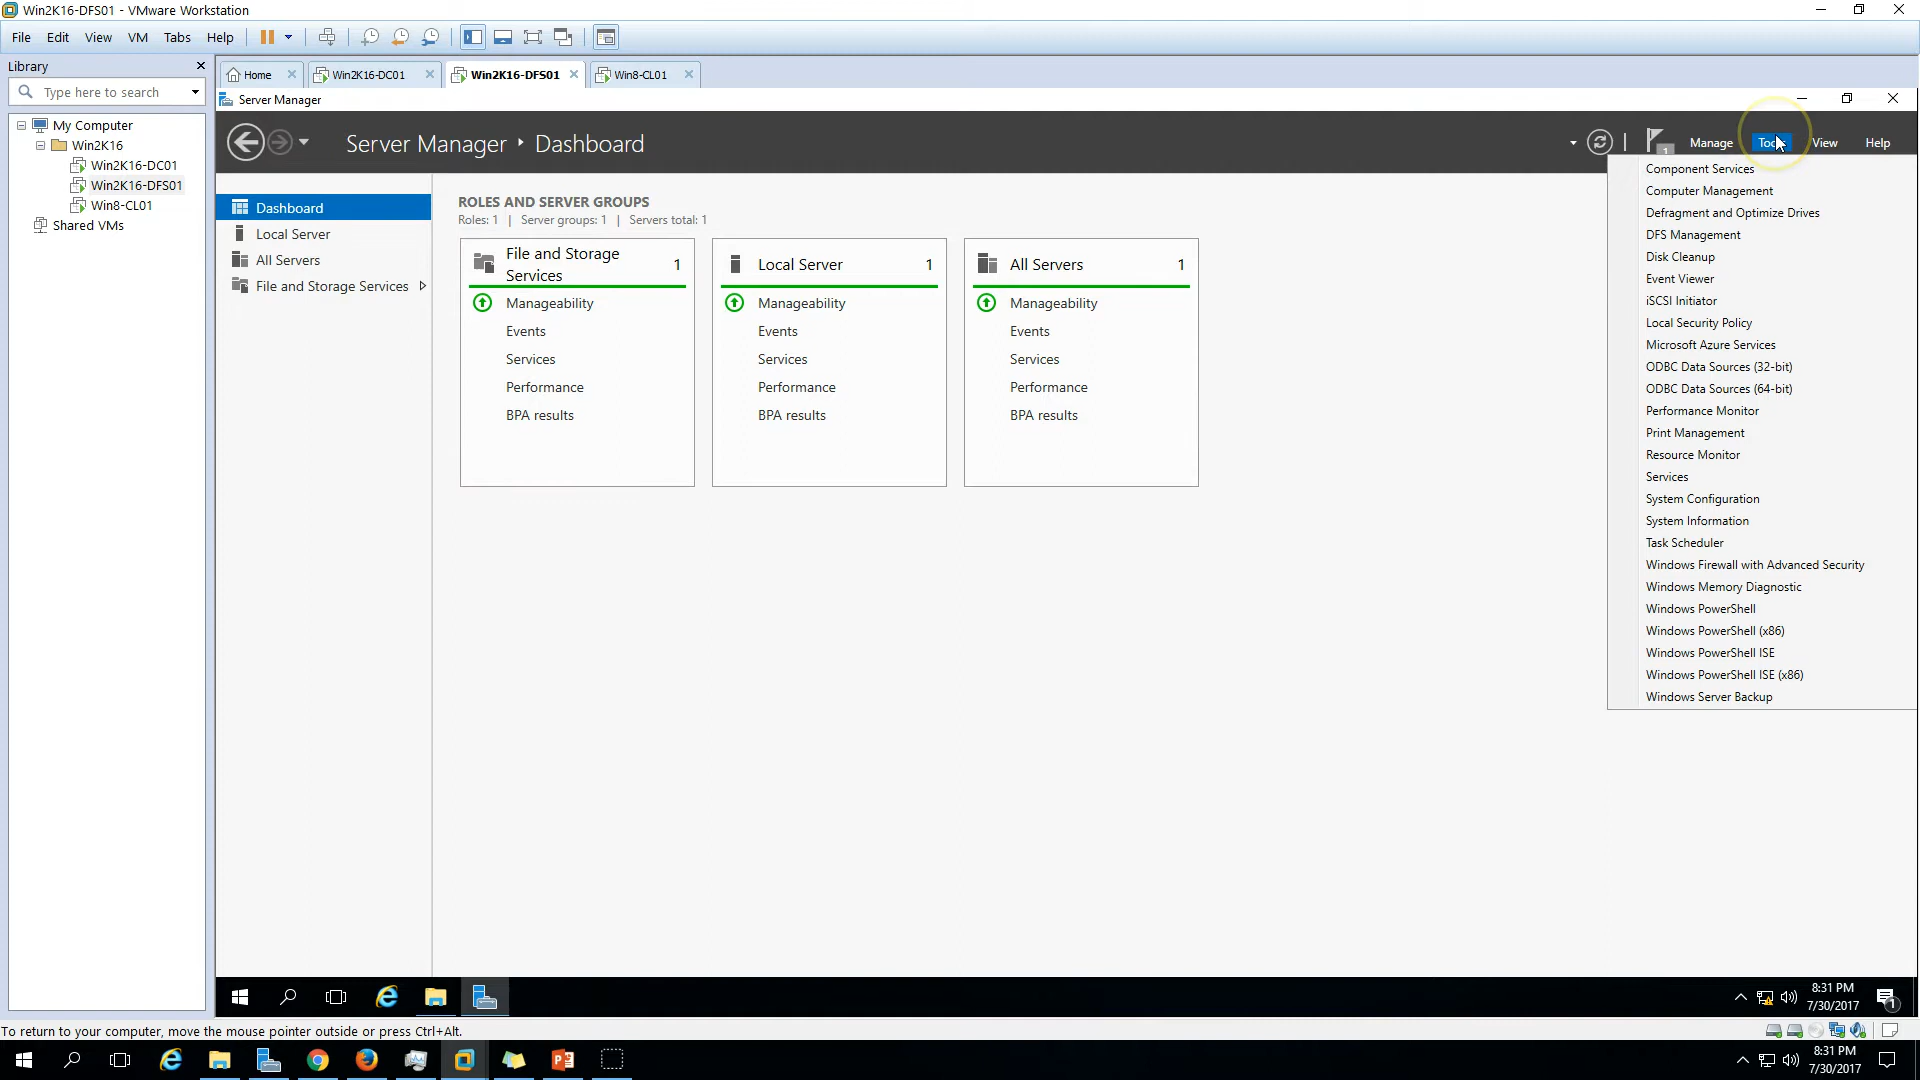 Win2K16-DFS01 - VMware Workstation
File Edit View VM Tabs Help
Library
Type here to search
My Computer
Win2K16
Win2K16-DC01
Win2K16-DFS01
Win8-CL01
Shared VMs
Home
Win2K16-DC01
Win2K16-DFS01
Win8-CL01
Server Manager
Server Manager
Dashboard
1
Manage
View
Help
Dashboard
Local Server
All Servers
File and Storage Services
ROLES AND SERVER GROUPS
Roles: 1 | Server groups: 1 | Servers total: 1
File and Storage
Services
1
Manageability
Events
Services
Performance
BPA results
Local Server
1
Manageability
Events
Services
Performance
BPA results
All Servers
1
Manageability
Events
Services
Performance
BPA results
Component Services
Computer Management
Defragment and Optimize Drives
DFS Management
Disk Cleanup
Event Viewer
iSCSI Initiator
Local Security Policy
Microsoft Azure Services
ODBC Data Sources (32-bit)
ODBC Data Sources (64-bit)
Performance Monitor
Print Management
Resource Monitor
Services
System Configuration
System Information
Task Scheduler
Windows Firewall with Advanced Security
Windows Memory Diagnostic
Windows PowerShell
Windows PowerShell (x86)
Windows PowerShell ISE
Windows PowerShell ISE (x86)
Windows Server Backup
8:31 PM
7/30/2017
1
To return to your computer, move the mouse pointer outside or press Ctrl+Alt.
8:31 PM
7/30/2017